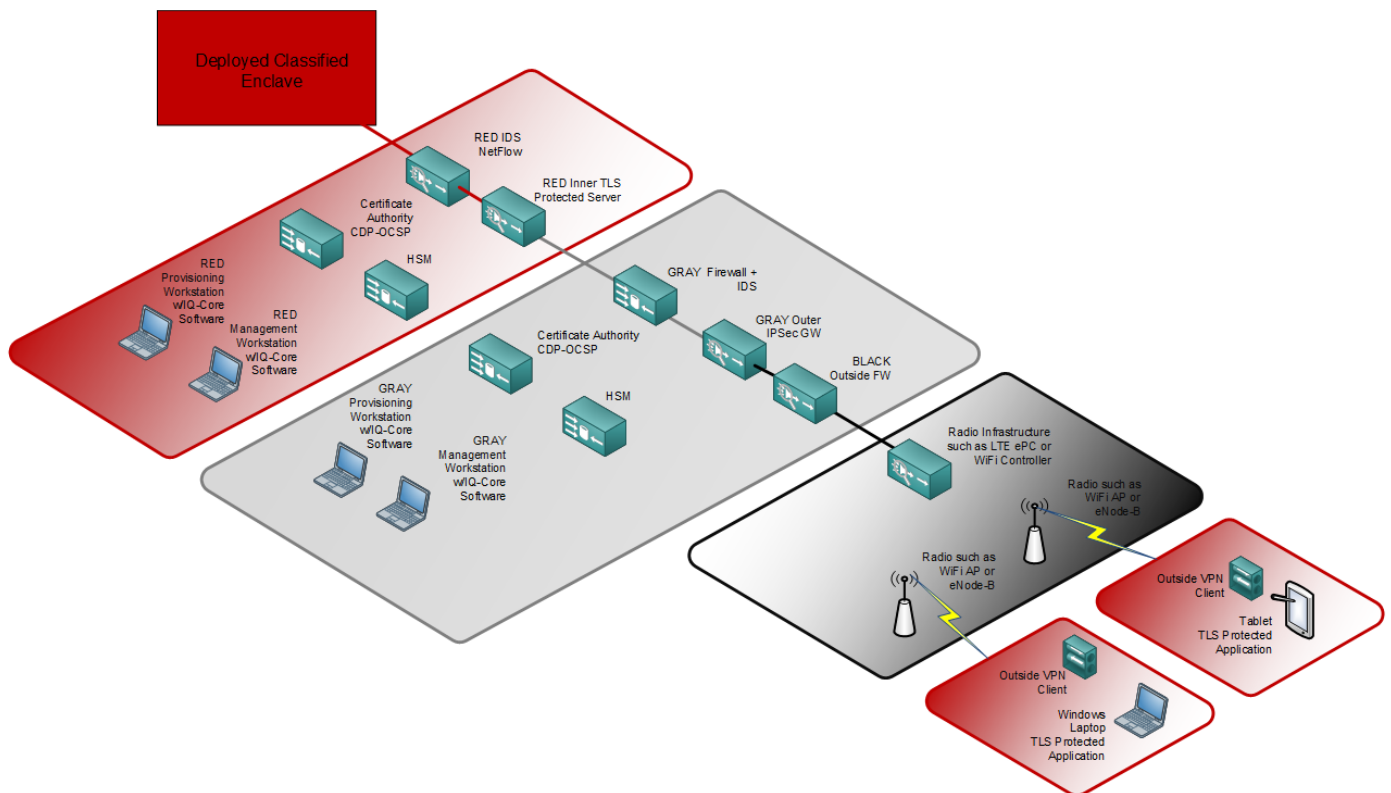 Deployed Classified
Enclave
RED IDS
NetFlow
RED Inner TLS
Protected Server
Certificate
Authority
CDP-OCSP
HSM
RED
Provisioning
Workstation
w/IQ-Core
Software
RED
Management
Workstation
w/IQ-Core
Software
GRAY Firewall +
IDS
GRAY Outer
IPSec GW
BLACK
Outside FW
Certificate Authority
CDP-OCSP
HSM
GRAY
Provisioning
Workstation
w/IQ-Core
Software
GRAY
Management
Workstation
w/IQ-Core
Software
Radio Infrastructure
such as LTE ePC or
WiFi Controller
Radio such as
WiFi AP or
eNode-B
Radio such as
WiFi AP or
eNode-B
Outside VPN
Client
Tablet
TLS Protected
Application
Outside VPN
Client
Windows
Laptop
TLS Protected
Application